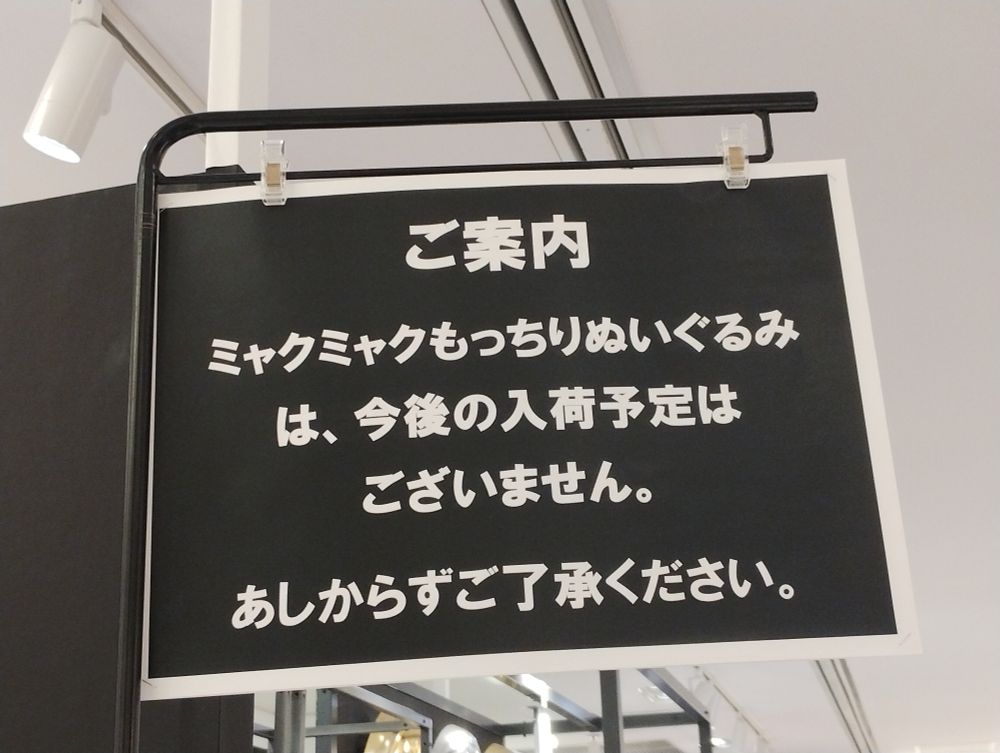 ご案内
ミャクミャクもっちりぬいぐるみ
は、今後の入荷予定は
ございません。
あしからずご了承ください。